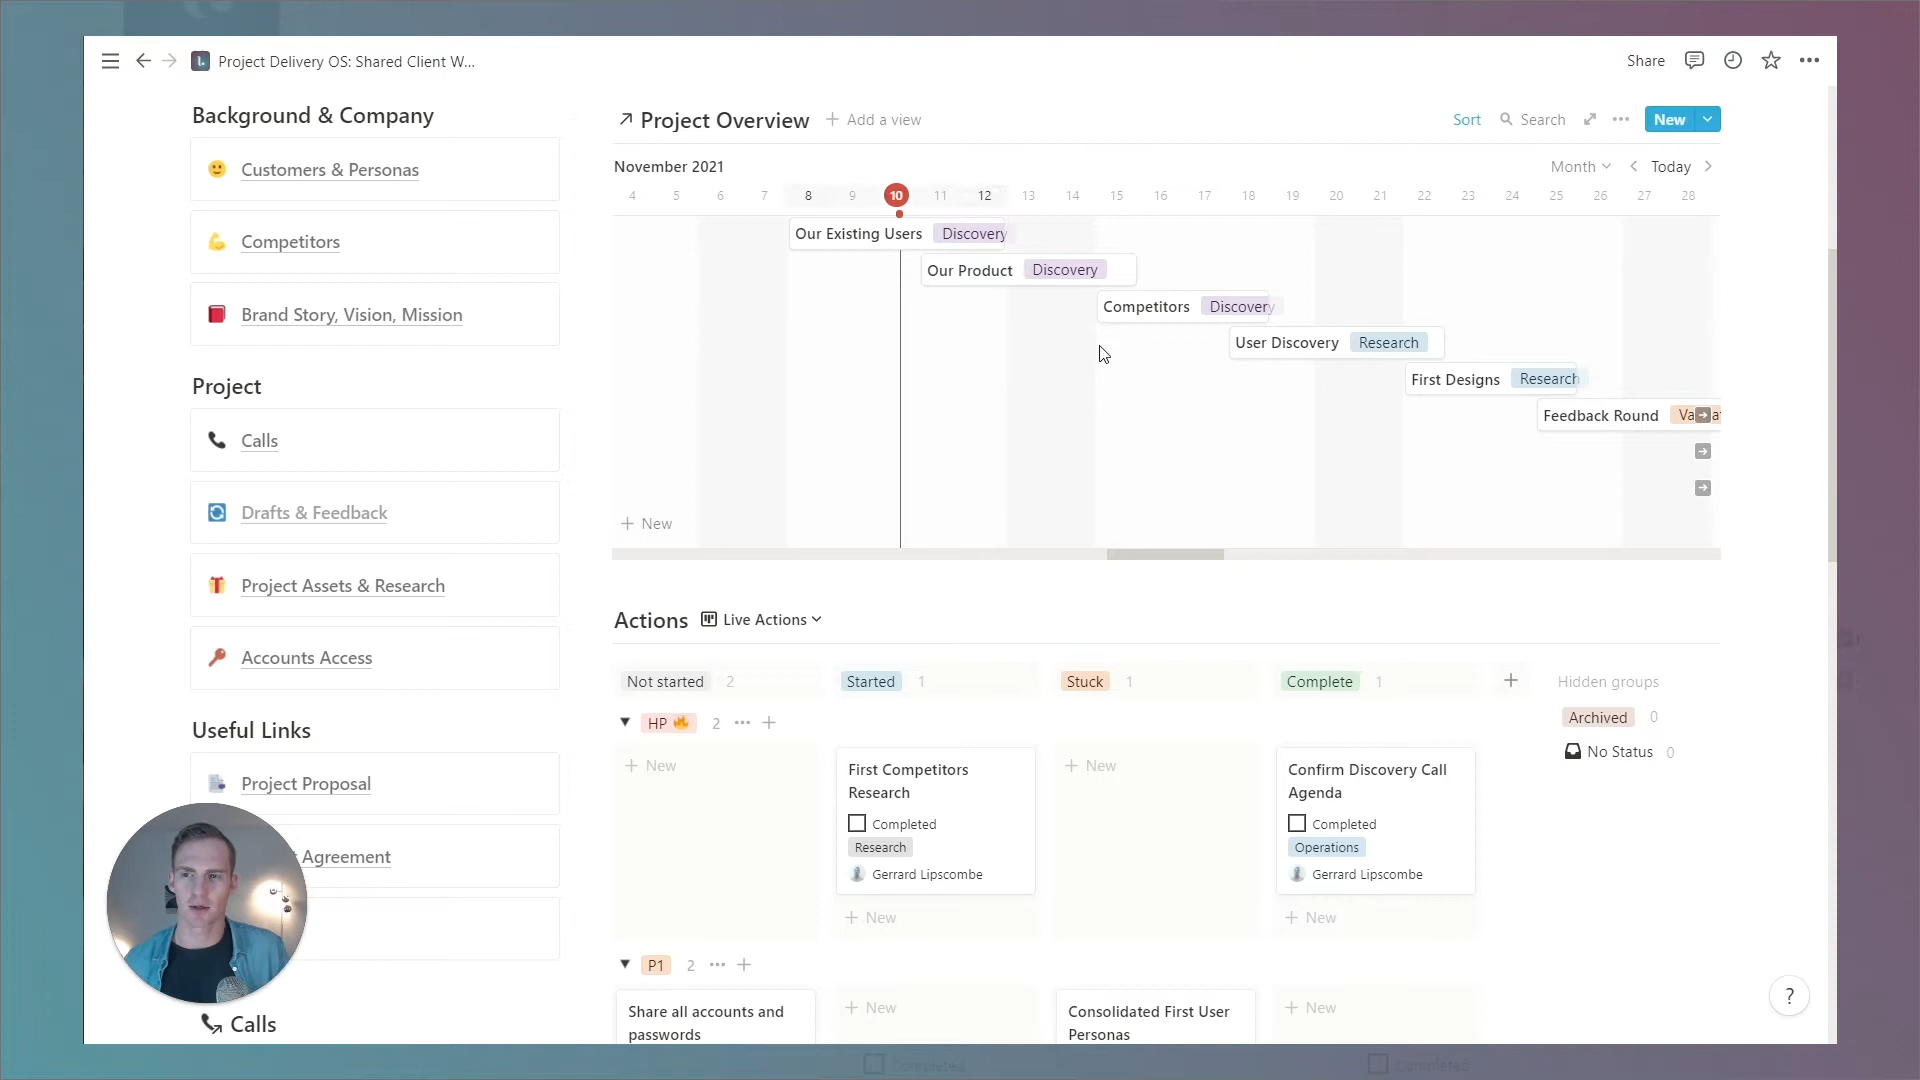 Project Delivery OS: Shared Client W...
Share
Background & Company
Customers & Personas
Competitors
Brand Story, Vision, Mission
Project
Calls
Drafts & Feedback
Project Assets & Research
Accounts Access
Useful Links
Project Proposal
Agreement
Calls
Project Overview
Add a view
Sort
Search
New
November 2021
Month
Today
4 5 6 7 8 9 10 11 12 13 14 15 16 17 18 19 20 21 22 23 24 25 26 27 28
Our Existing Users Discovery
Our Product Discovery
Competitors Discovery
User Discovery Research
First Designs Research
Feedback Round
New
Actions Live Actions
Not started 2
Started 1
Stuck 1
Complete 1
Hidden groups
Archived 0
No Status 0
HP 2
New
First Competitors
Research
Completed
Research
Gerrard Lipscombe
New
New
Confirm Discovery Call
Agenda
Completed
Operations
Gerrard Lipscombe
New
P1 2
Share all accounts and
passwords
New
Consolidated First User
Personas
New
?
Completed
Completed